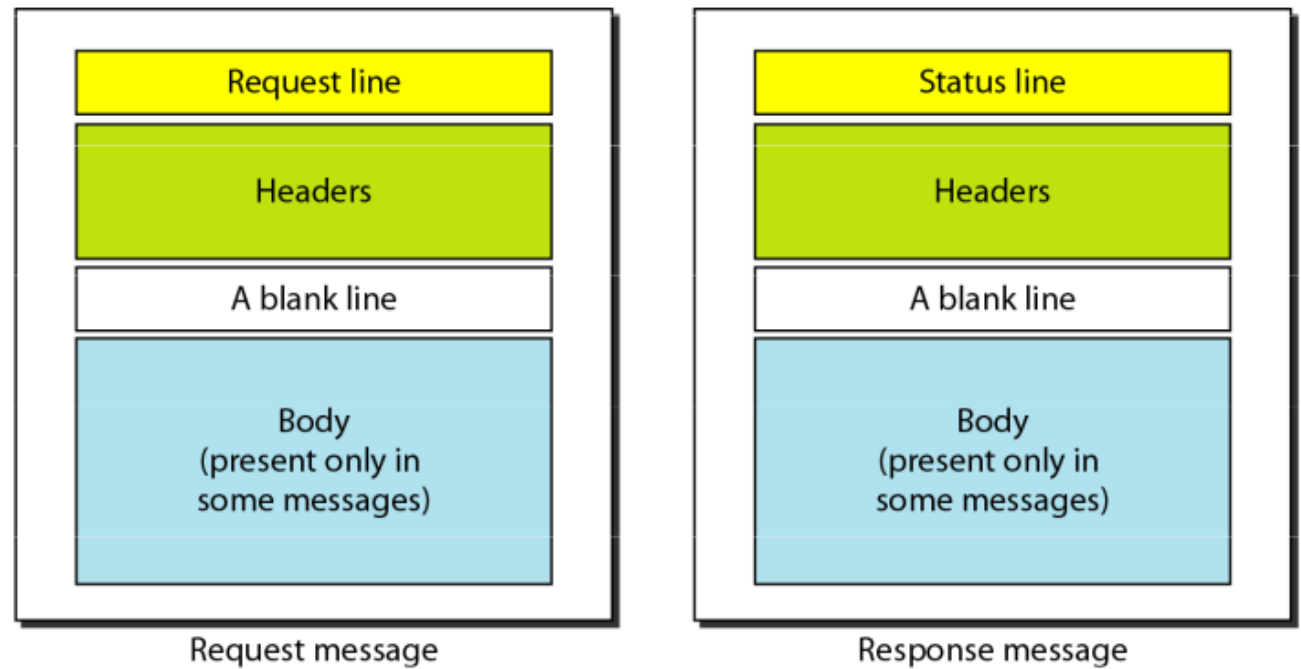 Request line
Headers
A blank line
Body
(present only in
some messages)
Request message
Status line
Headers
A blank line
Body
(present only in
some messages)
Response message